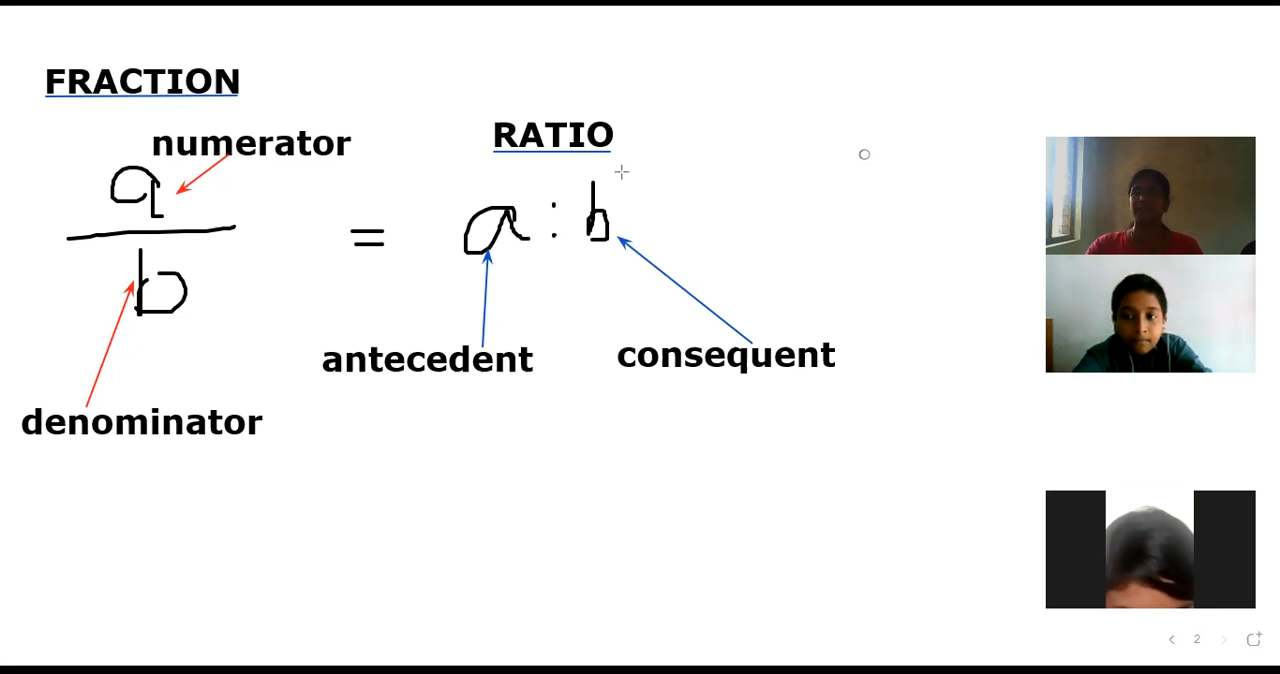 FRACTION
numerator
RATIO
a
b
=
a : b
antecedent
consequent
denominator
2